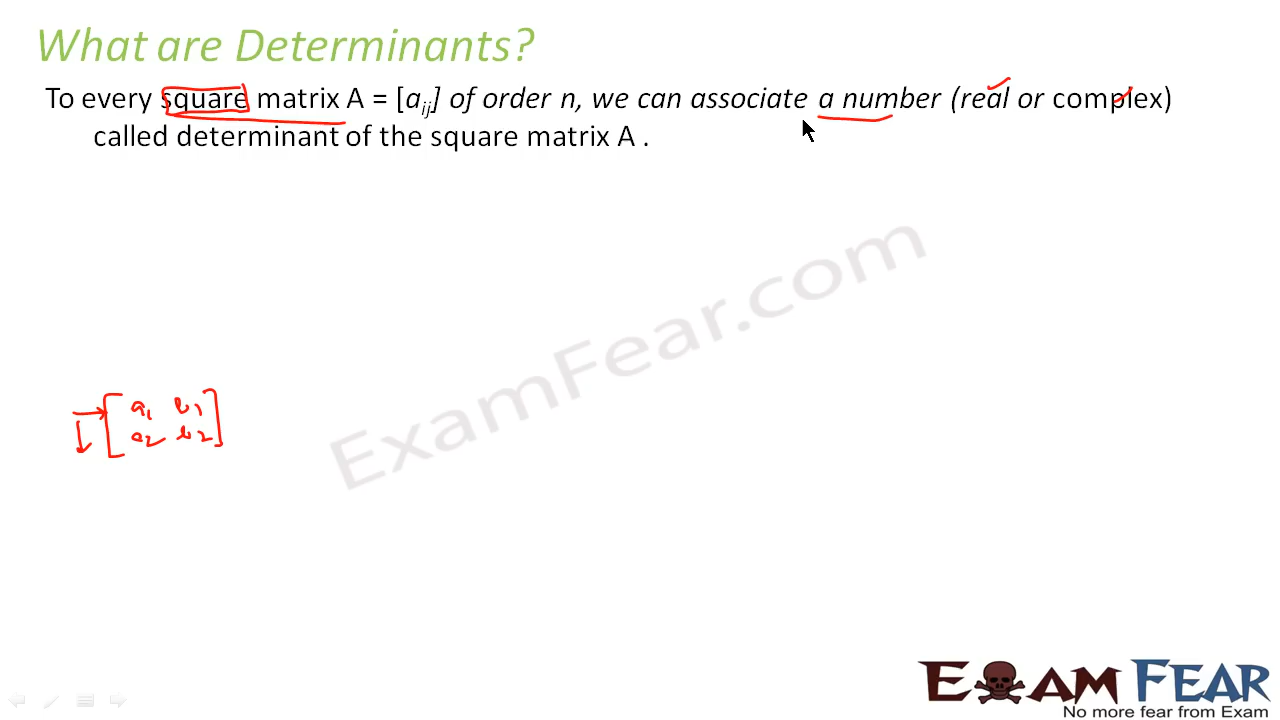 What are Determinants?
To every square matrix A = [aij] of order n, we can associate a number (real or complex)
called determinant of the square matrix A .
ExamFear.com
a1 b1
a2 b2
EXAM FEAR
No more fear from Exam